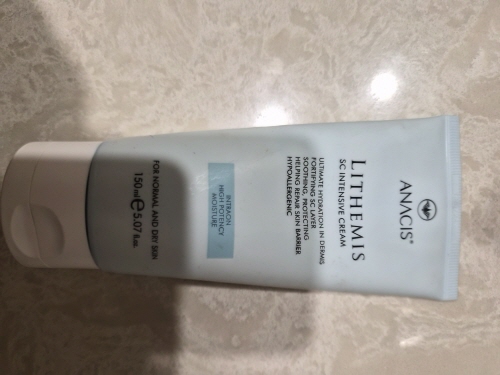 ANACIS®
LITHEMIS
SC INTENSIVE CREAM
ULTIMATE HYDRATION IN DERMIS
FORTIFYING SC LAYER
SOOTHING, PROTECTING
HELPING REPAIR SKIN BARRIER
HYPOALLERGENIC
INTRAON
HIGH POTENCY
MOISTURE
FOR NORMAL AND DRY SKIN
150 ml e 5.07 fl.oz.